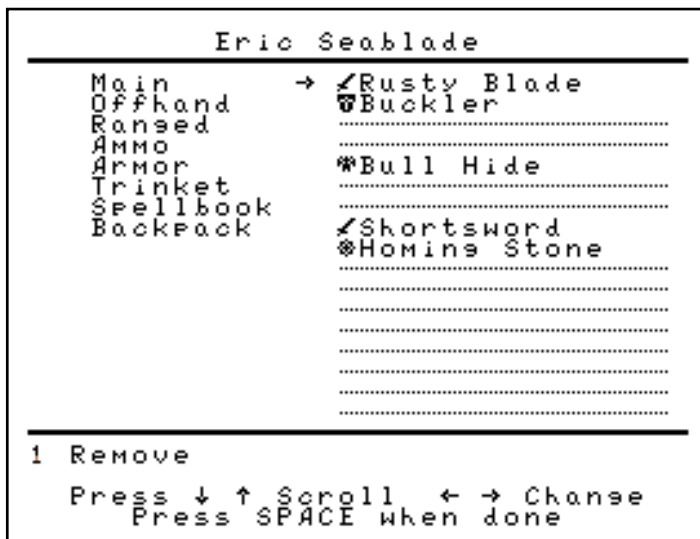 Eric Seablade
Main → Rusty Blade
Offhand Buckler
Ranged
Ammo
Armor Bull Hide
Trinket
Spellbook
Backpack Shortsword
Homing Stone
1 Remove
Press ↓ ↑ Scroll ← → Change
Press SPACE when done